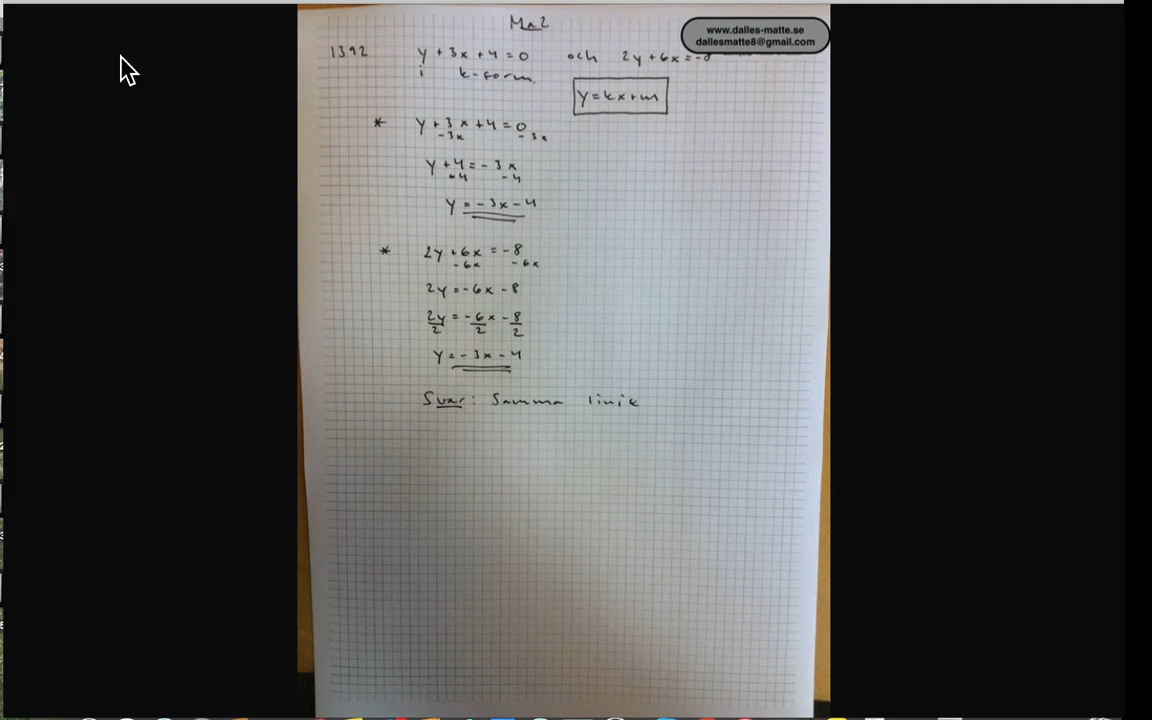 Ma2
www.dalles-matte.se
dallesmatte8@gmail.com
1392 y + 3x + 4 = 0 och 2y + 6x = -8
i k-form.
y = kx + m
* y + 3x + 4 = 0
-3x -3x
y + 4 = -3x
-4 -4
y = -3x - 4
* 2y + 6x = -8
-6x -6x
2y = -6x - 8
2y/2 = -6/2 x - 8/2
y = -3x - 4
Svar: Samma linje